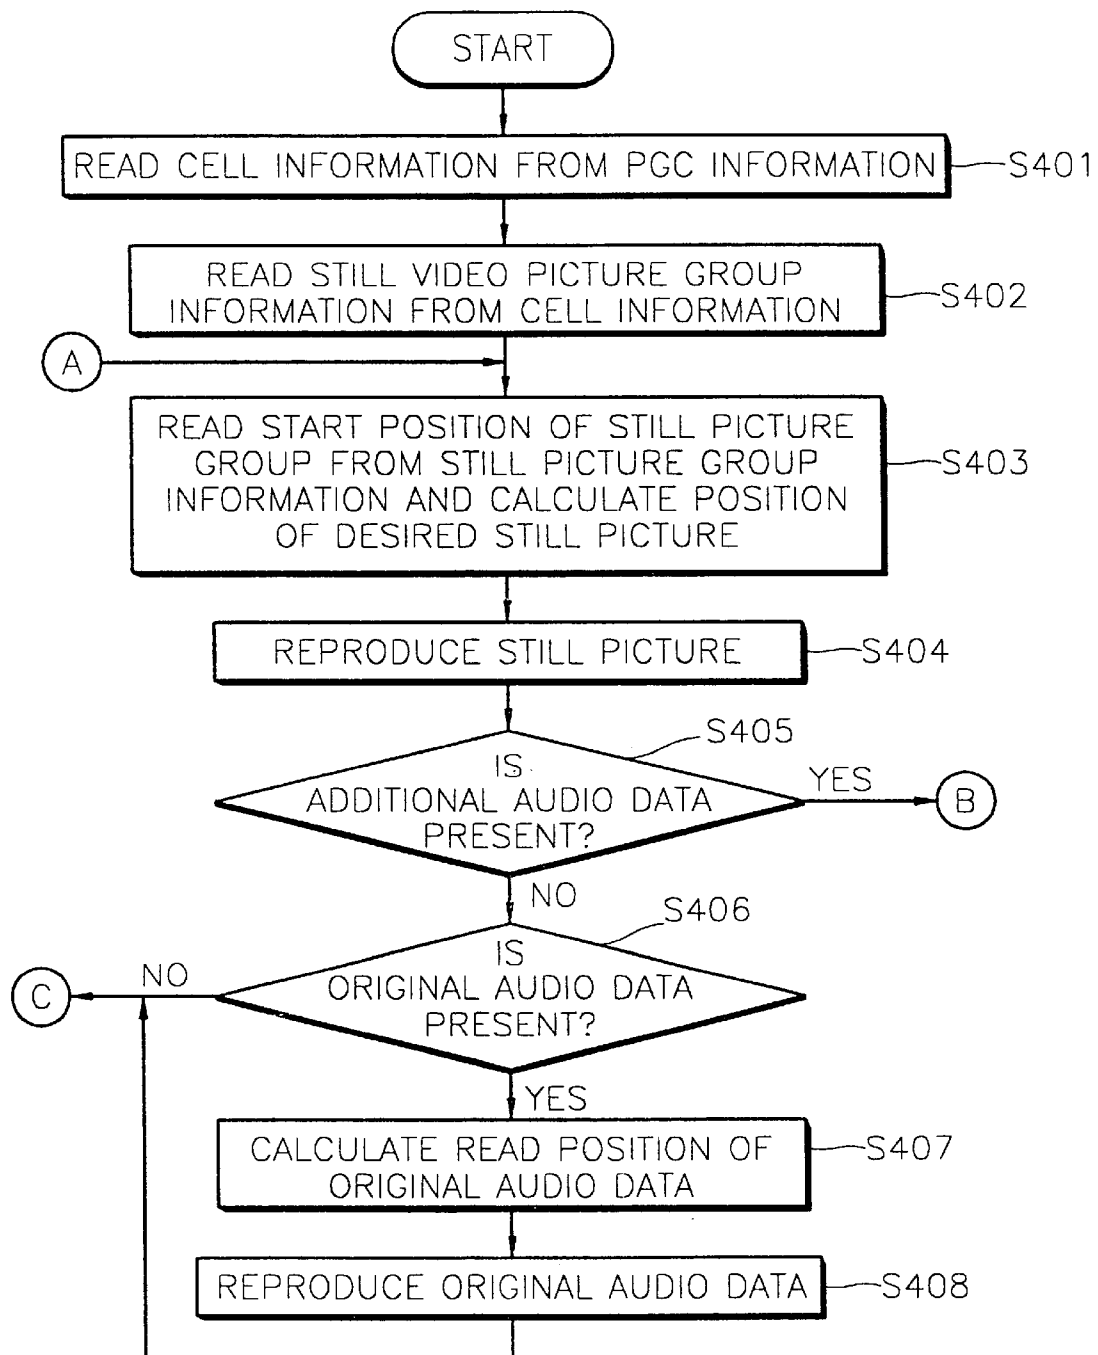 START
READ CELL INFORMATION FROM PGC INFORMATION
S401
READ STILL VIDEO PICTURE GROUP
INFORMATION FROM CELL INFORMATION
S402
A
READ START POSITION OF STILL PICTURE
GROUP FROM STILL PICTURE GROUP
INFORMATION AND CALCULATE POSITION
OF DESIRED STILL PICTURE
S403
REPRODUCE STILL PICTURE
S404
S405
IS
ADDITIONAL AUDIO DATA
PRESENT?
YES
B
NO
S406
IS
ORIGINAL AUDIO DATA
PRESENT?
NO
C
YES
CALCULATE READ POSITION OF
ORIGINAL AUDIO DATA
S407
REPRODUCE ORIGINAL AUDIO DATA
S408